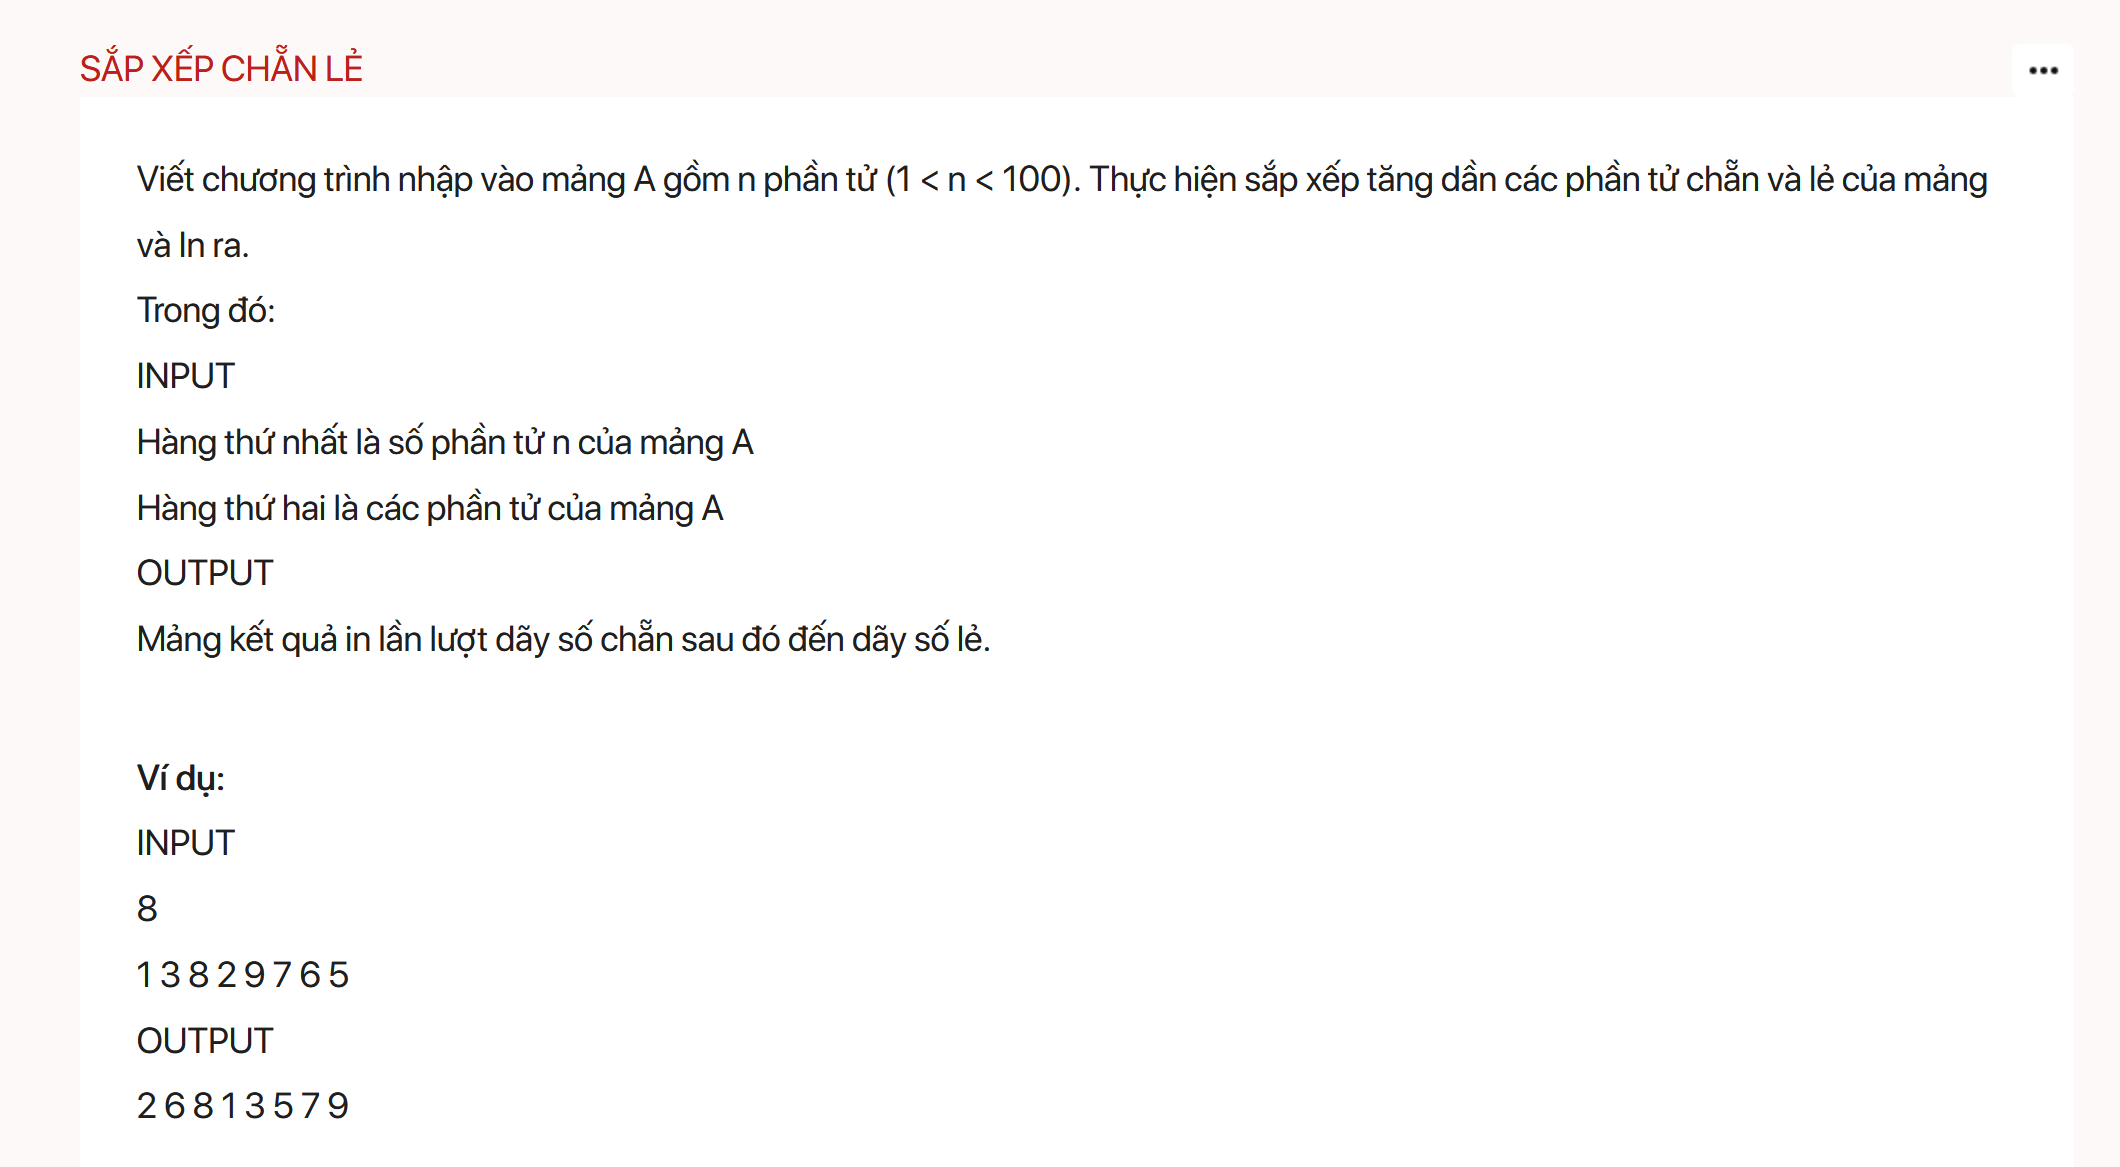 SẮP XẾP CHẴN LẺ
Viết chương trình nhập vào mảng A gồm n phần tử (1 < n < 100). Thực hiện sắp xếp tăng dần các phần tử chẵn và lẻ của mảng
và In ra.
Trong đó:
INPUT
Hàng thứ nhất là số phần tử n của mảng A
Hàng thứ hai là các phần tử của mảng A
OUTPUT
Mảng kết quả in lần lượt dãy số chẵn sau đó đến dãy số lẻ.
Ví dụ:
INPUT
8
1 3 8 2 9 7 6 5
OUTPUT
2 6 8 1 3 5 7 9